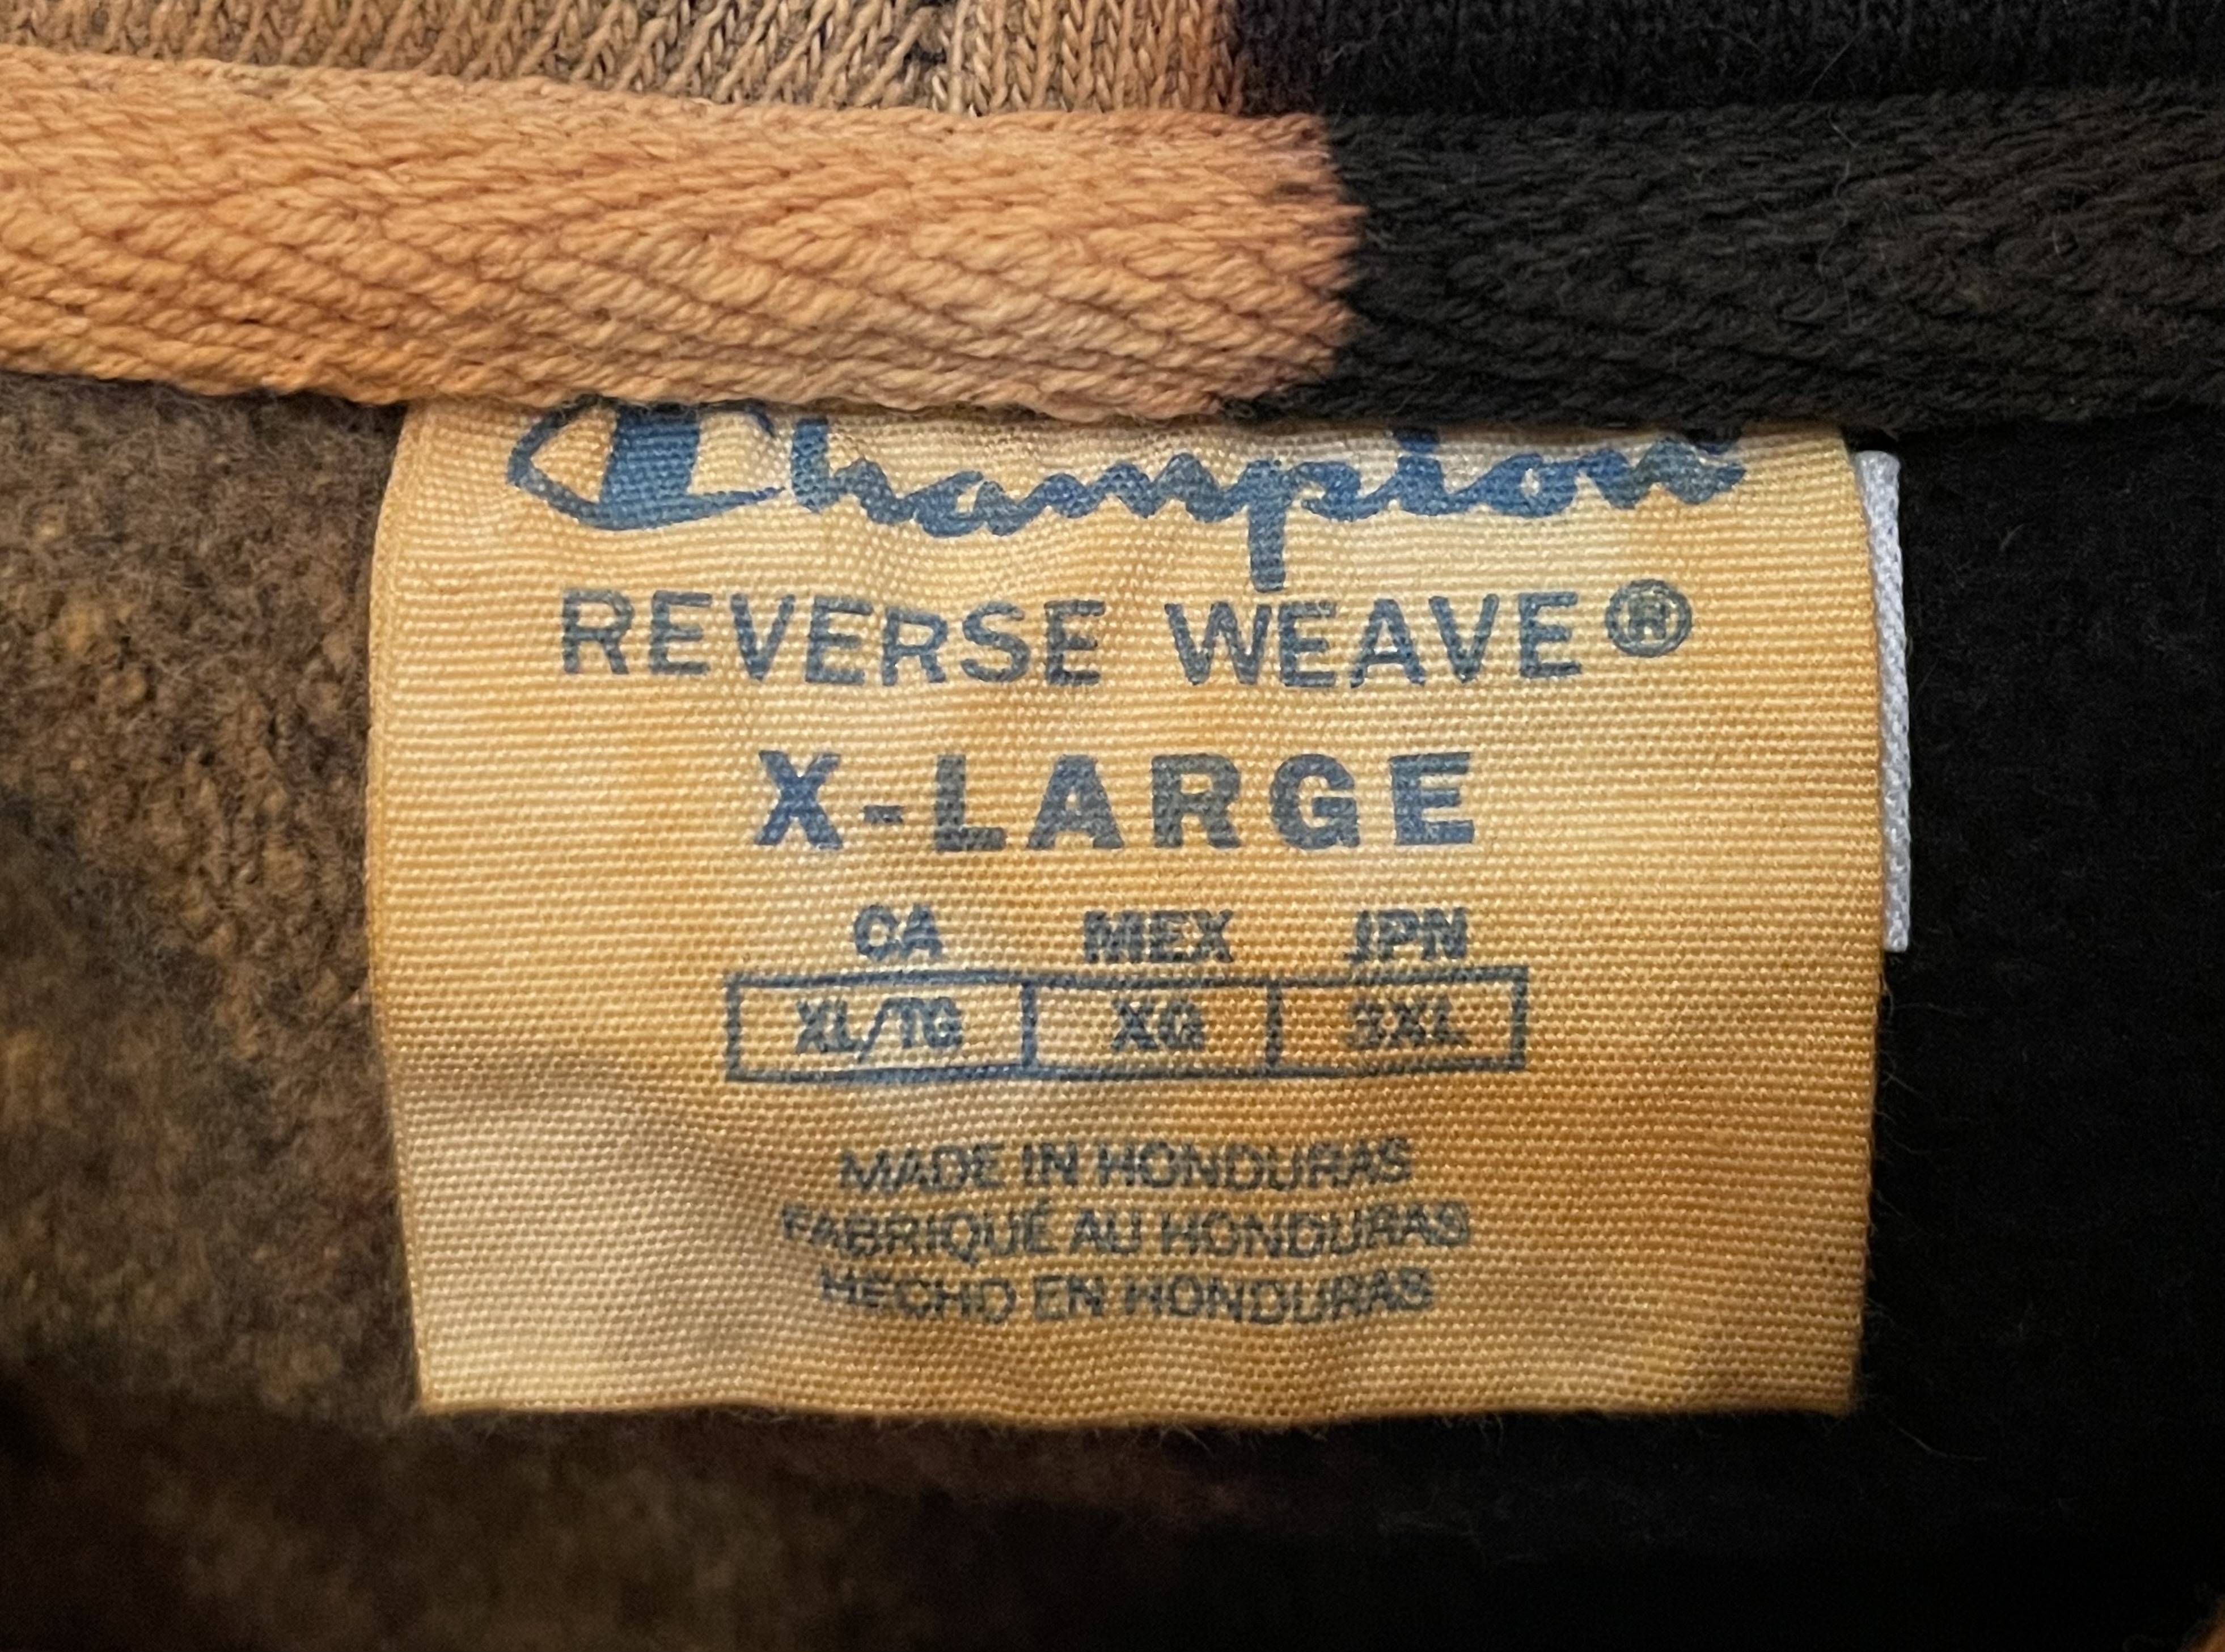 Champion
REVERSE WEAVE®
X-LARGE
CA MEX JPN
XL/TG XG 3XL
MADE IN HONDURAS
FABRIQUÉ AU HONDURAS
HECHO EN HONDURAS